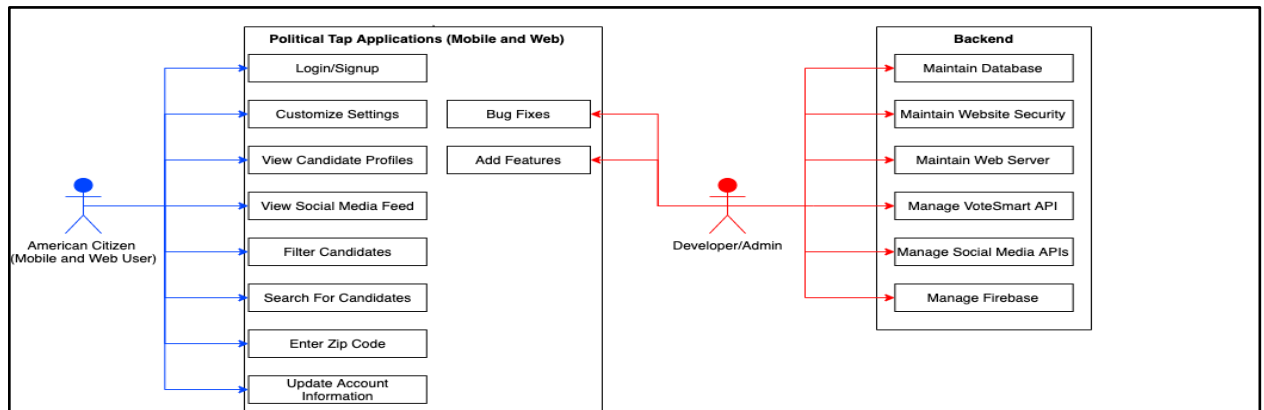 Political Tap Applications (Mobile and Web)
Login/Signup
Customize Settings
View Candidate Profiles
View Social Media Feed
Filter Candidates
Search For Candidates
Enter Zip Code
Update Account
Information
Bug Fixes
Add Features
American Citizen
(Mobile and Web User)
Developer/Admin
Backend
Maintain Database
Maintain Website Security
Maintain Web Server
Manage VoteSmart API
Manage Social Media APIs
Manage Firebase